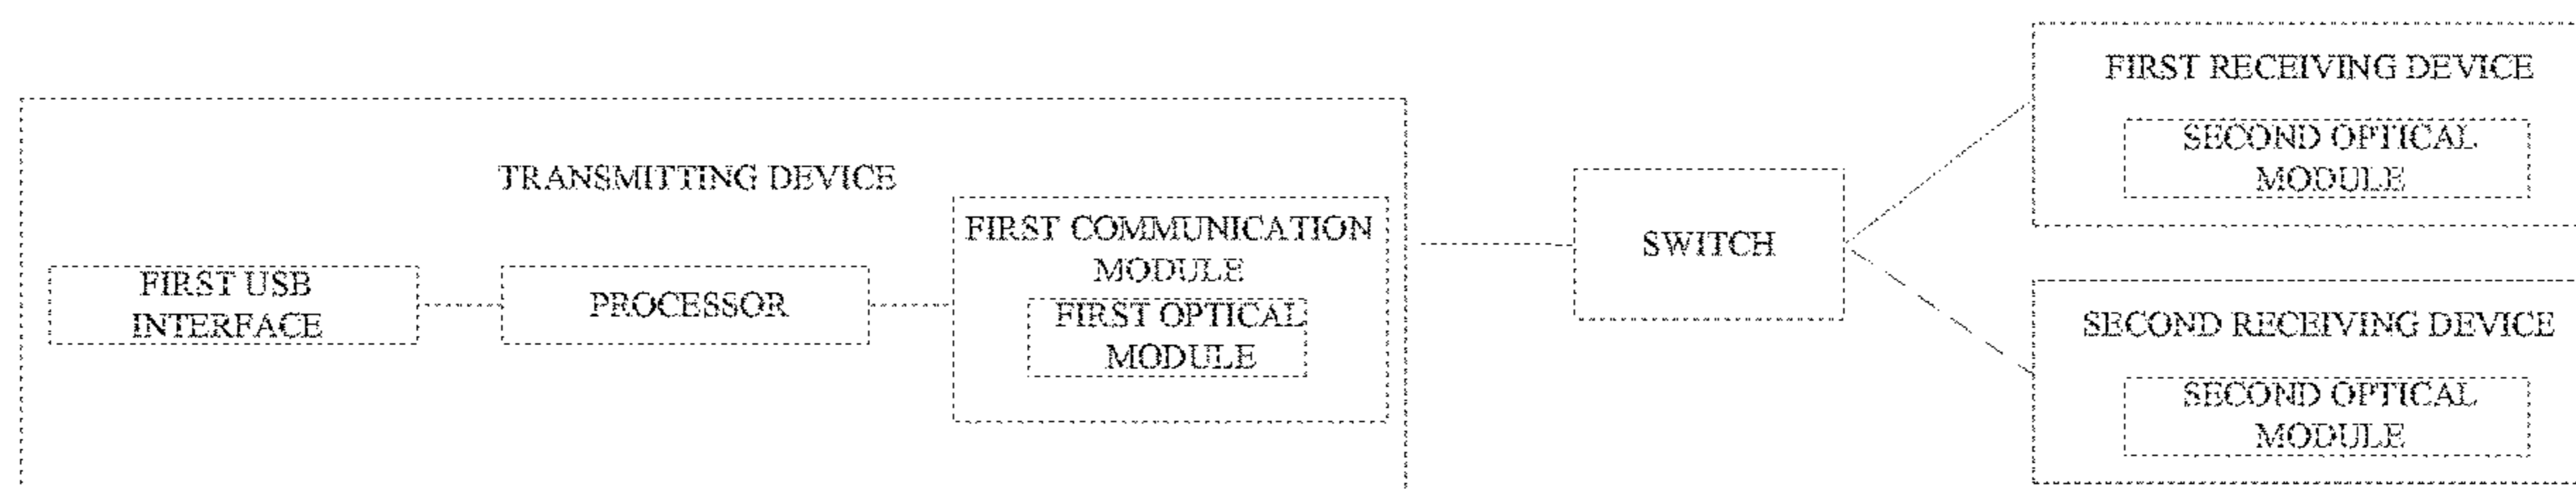 TRANSMITTING DEVICE
FIRST USB
INTERFACE
PROCESSOR
FIRST COMMUNICATION
MODULE
FIRST OPTICAL
MODULE
SWITCH
FIRST RECEIVING DEVICE
SECOND OPTICAL
MODULE
SECOND RECEIVING DEVICE
SECOND OPTICAL
MODULE